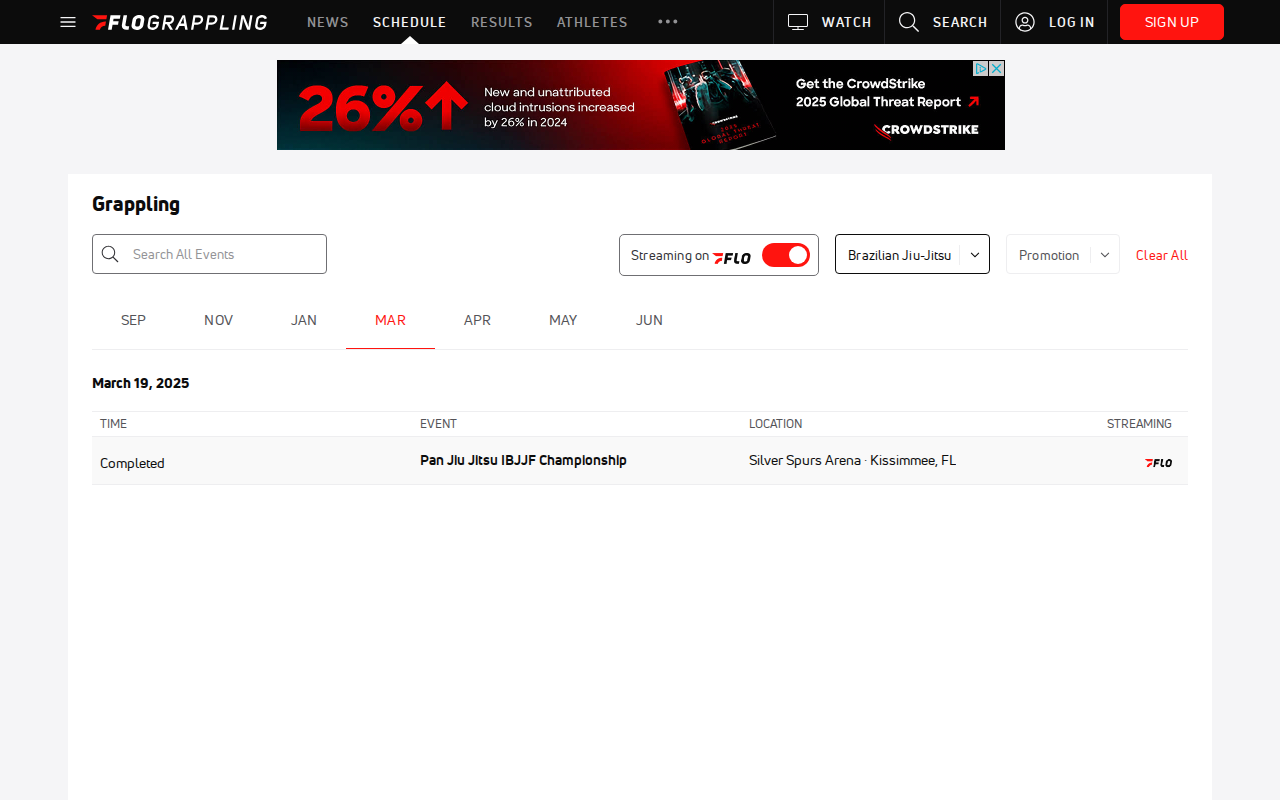 FLOGRAPPLING
NEWS
SCHEDULE
RESULTS
ATHLETES
WATCH
SEARCH
LOG IN
SIGN UP
26%
New and unattributed
cloud intrusions increased
by 26% in 2024
Get the CrowdStrike
2025 Global Threat Report
CROWDSTRIKE
Grappling
Search All Events
Streaming on FLO
Brazilian Jiu-Jitsu
Promotion
Clear All
SEP
NOV
JAN
MAR
APR
MAY
JUN
March 19, 2025
TIME
EVENT
LOCATION
STREAMING
Completed
Pan Jiu Jitsu IBJJF Championship
Silver Spurs Arena · Kissimmee, FL
FLO